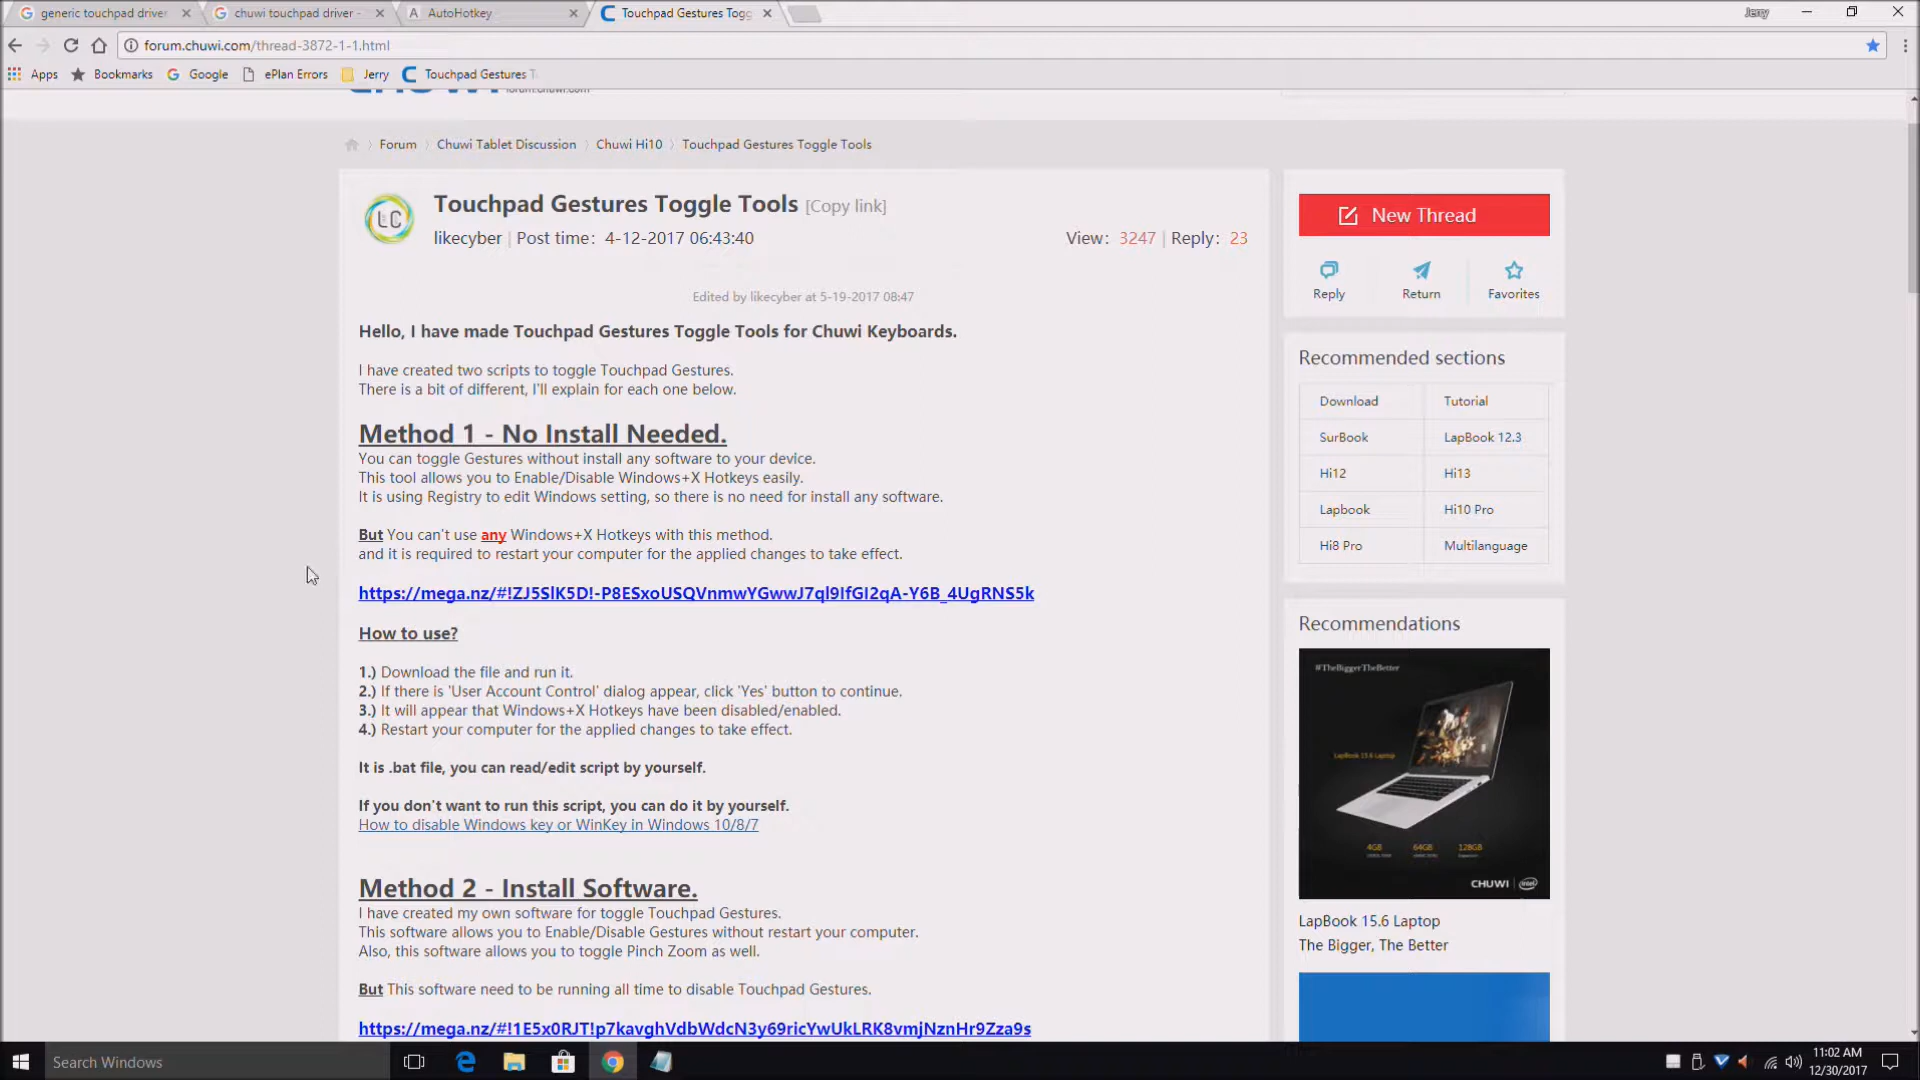 generic touchpad driver
chuwi touchpad driver -
AutoHotkey
Touchpad Gestures Togg
Jerry
forum.chuwi.com/thread-3872-1-1.html
Apps
Bookmarks
Google
ePlan Errors
Jerry
Touchpad Gestures T
forum.chuwi.com
Forum
Chuwi Tablet Discussion
Chuwi Hi10
Touchpad Gestures Toggle Tools
LC
Touchpad Gestures Toggle Tools [Copy link]
likecyber | Post time: 4-12-2017 06:43:40
View: 3247 | Reply: 23
Edited by likecyber at 5-19-2017 08:47
Hello, I have made Touchpad Gestures Toggle Tools for Chuwi Keyboards.
I have created two scripts to toggle Touchpad Gestures.
There is a bit of different, I'll explain for each one below.
Method 1 - No Install Needed.
You can toggle Gestures without install any software to your device.
This tool allows you to Enable/Disable Windows+X Hotkeys easily.
It is using Registry to edit Windows setting, so there is no need for install any software.
But You can't use any Windows+X Hotkeys with this method.
and it is required to restart your computer for the applied changes to take effect.
https://mega.nz/#!ZJ5SlK5D!-P8ESxoUSQVnmwYGwwJ7ql9IfGI2qA-Y6B_4UgRNS5k
How to use?
1.) Download the file and run it.
2.) If there is 'User Account Control' dialog appear, click 'Yes' button to continue.
3.) It will appear that Windows+X Hotkeys have been disabled/enabled.
4.) Restart your computer for the applied changes to take effect.
It is .bat file, you can read/edit script by yourself.
If you don't want to run this script, you can do it by yourself.
How to disable Windows key or WinKey in Windows 10/8/7
Method 2 - Install Software.
I have created my own software for toggle Touchpad Gestures.
This software allows you to Enable/Disable Gestures without restart your computer.
Also, this software allows you to toggle Pinch Zoom as well.
But This software need to be running all time to disable Touchpad Gestures.
https://mega.nz/#!1E5x0RJT!p7kavghVdbWdcN3y69ricYwUkLRK8vmjNznHr9Zza9s
New Thread
Reply
Return
Favorites
Recommended sections
Download
Tutorial
SurBook
LapBook 12.3
Hi12
Hi13
Lapbook
Hi10 Pro
Hi8 Pro
Multilanguage
Recommendations
#TheBiggerTheBetter
LapBook 15.6 Laptop
4GB
64GB
128GB
CHUWI
intel
LapBook 15.6 Laptop
The Bigger, The Better
Search Windows
11:02 AM
12/30/2017